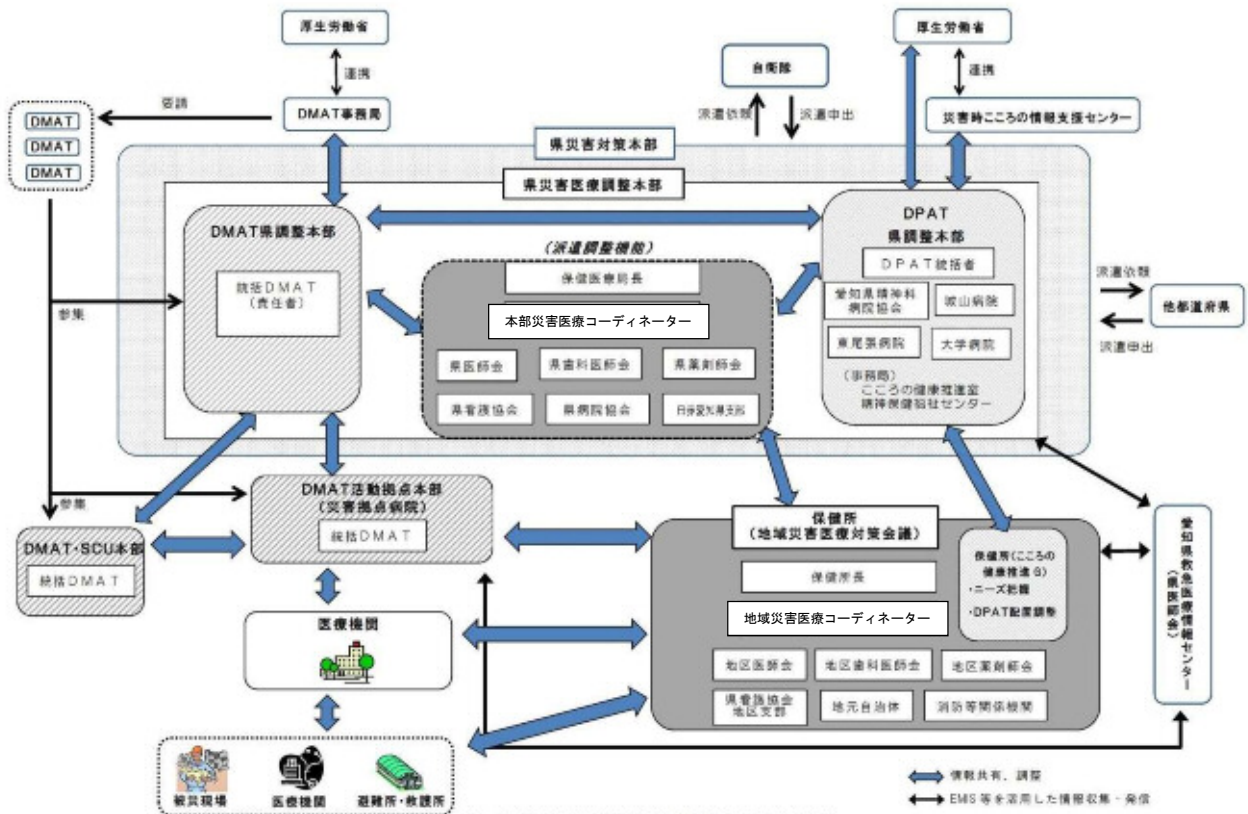 厚生労働省
連携
DMAT事務局
要請
DMAT
DMAT
DMAT
自衛隊
派遣依頼
派遣申出
厚生労働省
連携
災害時こころの情報支援センター
県災害対策本部
県災害医療調整本部
DMAT県調整本部
統括DMAT
(責任者)
(派遣調整機能)
保健医療局長
本部災害医療コーディネーター
県医師会
県歯科医師会
県薬剤師会
県看護協会
県病院協会
日赤愛知県支部
DPAT
県調整本部
DPAT統括者
愛知県精神科
病院協会
城山病院
東尾張病院
大学病院
(事務局)
こころの健康推進室
精神保健福祉センター
派遣依頼
他都道府県
派遣申出
参集
参集
DMAT活動拠点本部
(災害拠点病院)
統括DMAT
DMAT・SCU本部
統括DMAT
医療機関
被災現場
医療機関
避難所・救護所
保健所
(地域災害医療対策会議)
保健所長
地域災害医療コーディネーター
地区医師会
地区歯科医師会
地区薬剤師会
県看護協会
地区支部
地元自治体
消防等関係機関
保健所(こころの
健康推進G)
・ニーズ把握
・DPAT配置調整
愛知県救急医療情報センター
(県医師会)
情報共有、調整
EMIS等を活用した情報収集・発信